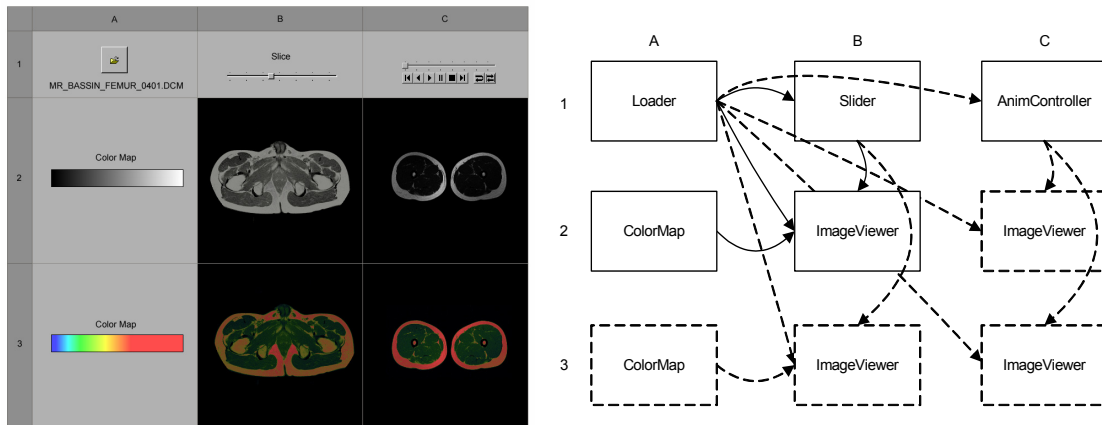 A B C
1
Slice
MR_BASSIN_FEMUR_0401.DCM
2
Color Map
3
Color Map
A B C
1 Loader Slider AnimController
2 ColorMap ImageViewer ImageViewer
3 ColorMap ImageViewer ImageViewer